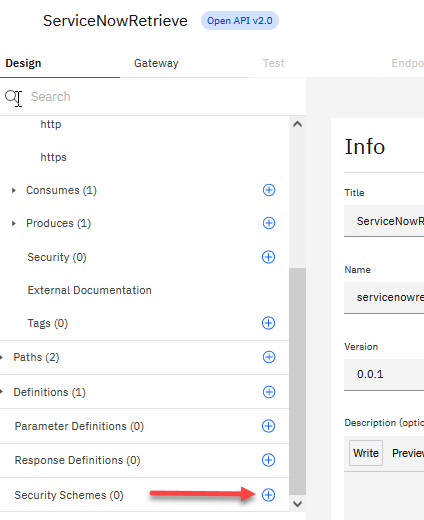 ServiceNowRetrieve Open API v2.0
Design Gateway Test Endpo
Search
http
https
Consumes (1)
Produces (1)
Security (0)
External Documentation
Tags (0)
Paths (2)
Definitions (1)
Parameter Definitions (0)
Response Definitions (0)
Security Schemes (0)
Info
Title
ServiceNowR
Name
servicenowre
Version
0.0.1
Description (optio
Write Preview